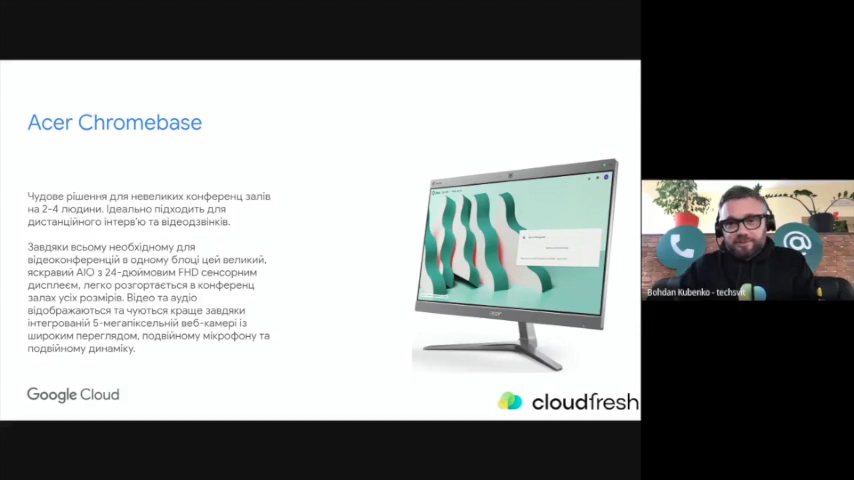 Acer Chromebase
Чудове рішення для невеликих конференц залів
на 2-4 людини. Ідеально підходить для
дистанційного інтерв'ю та відеодзвінків.
Завдяки всьому необхідному для
відеоконференцій в одному блоці цей великий,
яскравий AIO з 24-дюймовим FHD сенсорним
дисплеєм, легко розгортається в конференц
залах усіх розмірів. Відео та аудіо
відображаються та чуються краще завдяки
інтегрованій 5-мегапіксельній веб-камері із
широким переглядом, подвійному мікрофону та
подвійному динаміку.
acer
Google Cloud
cloudfresh
Bohdan Kubenko - techsvit